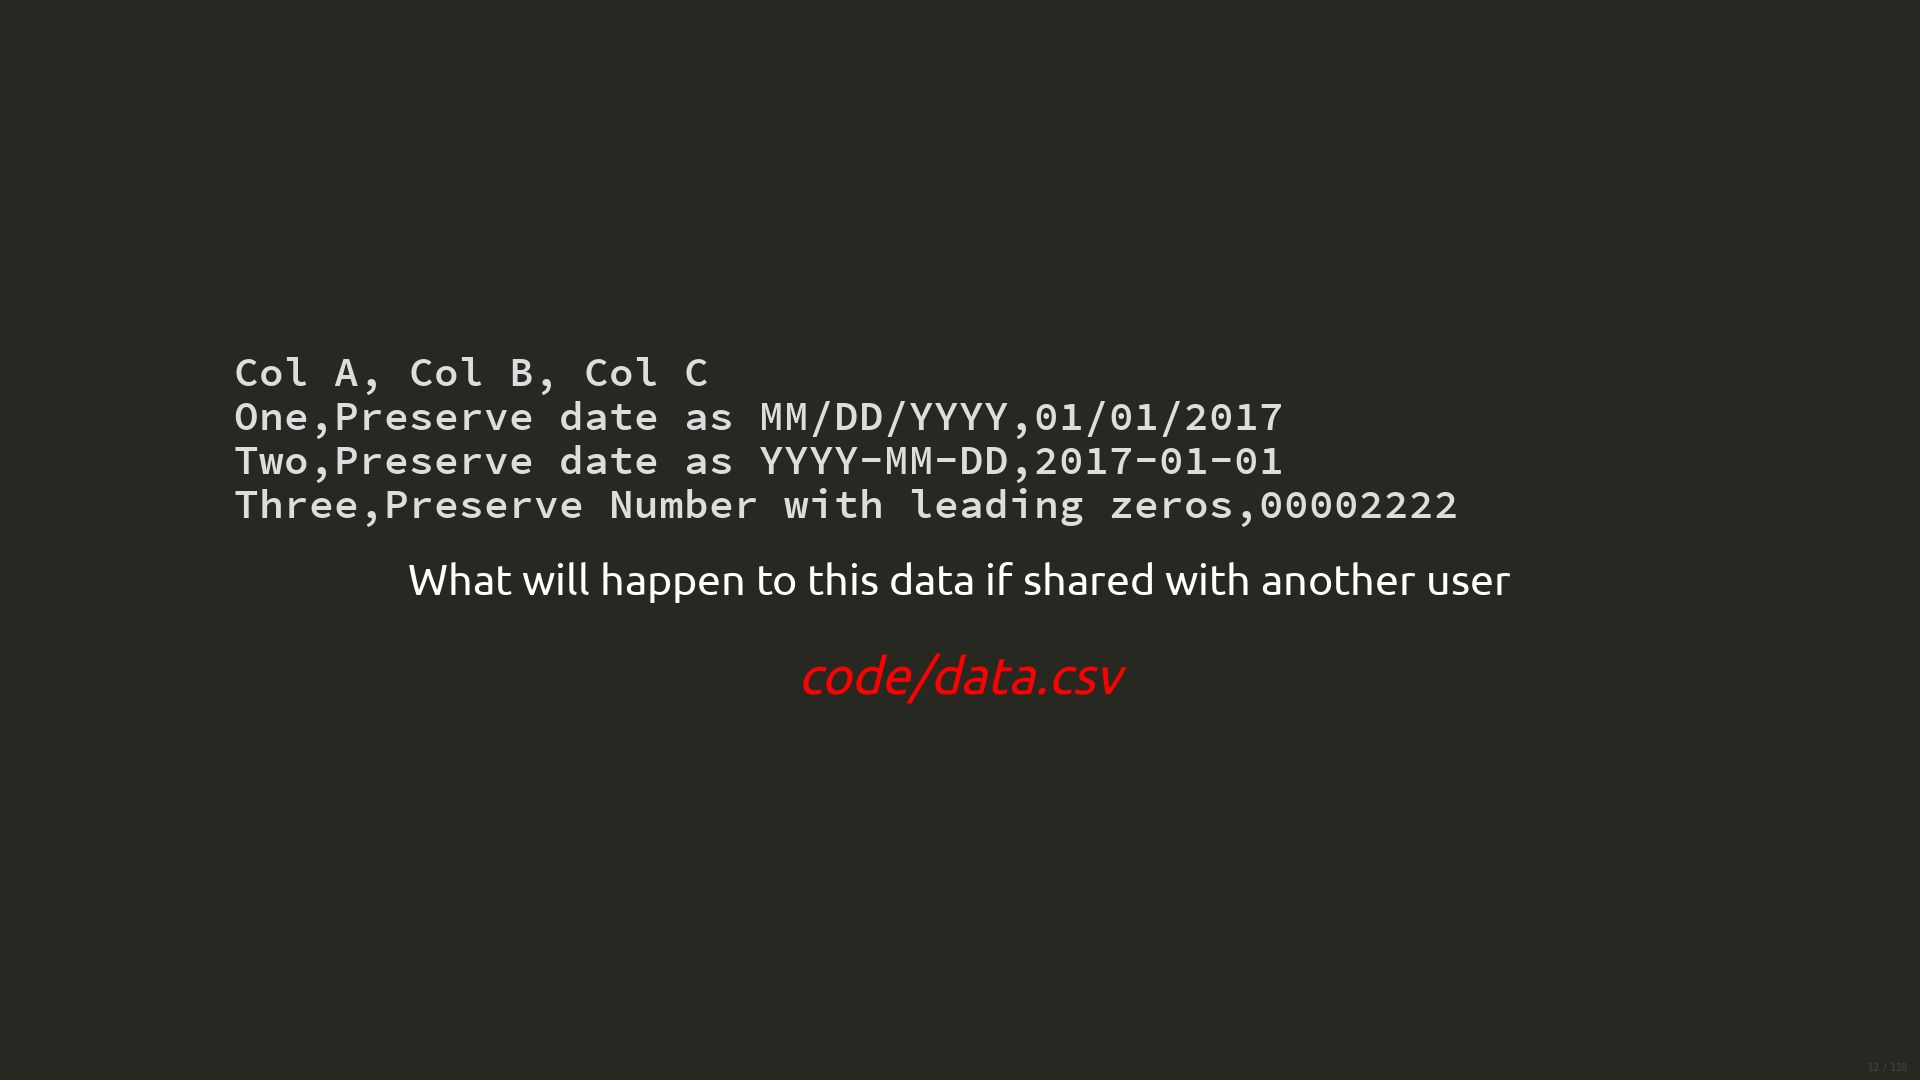 Col A, Col B, Col C
One,Preserve date as MM/DD/YYYY,01/01/2017
Two,Preserve date as YYYY-MM-DD,2017-01-01
Three,Preserve Number with leading zeros,00002222
What will happen to this data if shared with another user
code/data.csv
12 / 130